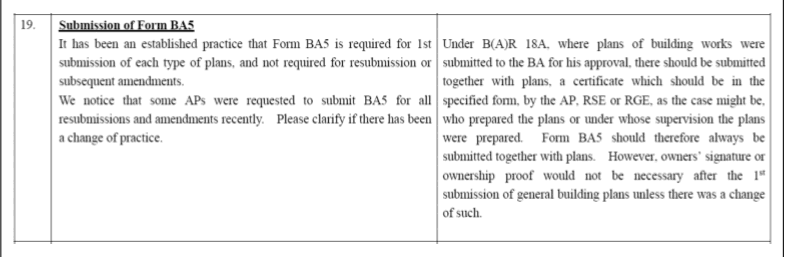 19.
Submission of Form BA5
It has been an established practice that Form BA5 is required for 1st
submission of each type of plans, and not required for resubmission or
subsequent amendments.
We notice that some APs were requested to submit BA5 for all
resubmissions and amendments recently. Please clarify if there has been
a change of practice.
Under B(A)R 18A, where plans of building works were
submitted to the BA for his approval, there should be submitted
together with plans, a certificate which should be in the
specified form, by the AP, RSE or RGE, as the case might be,
who prepared the plans or under whose supervision the plans
were prepared. Form BA5 should therefore always be
submitted together with plans. However, owners' signature or
ownership proof would not be necessary after the 1st
submission of general building plans unless there was a change
of such.